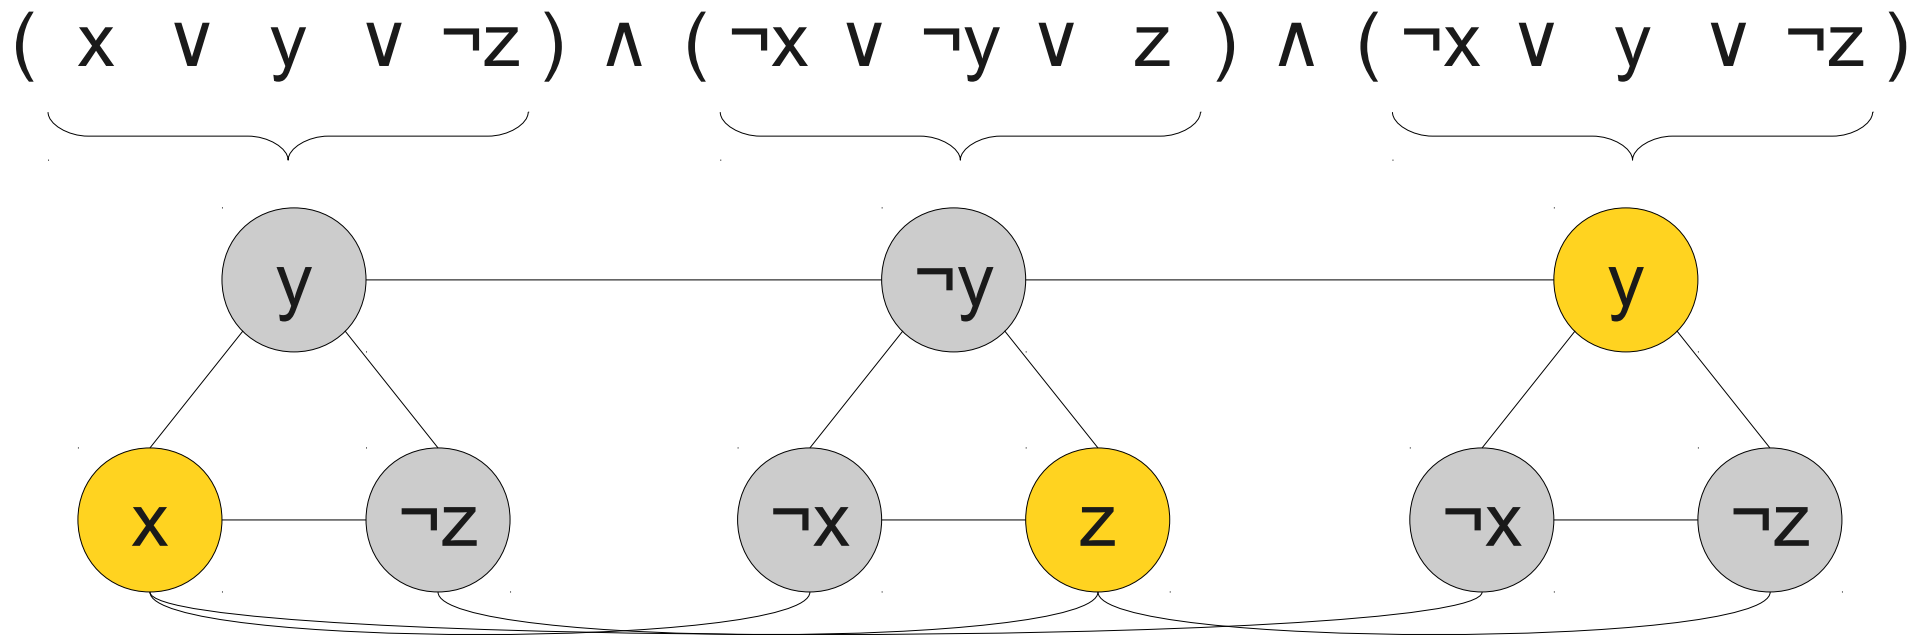 ( x ∨ y ∨ ¬z ) ∧ ( ¬x ∨ ¬y ∨ z ) ∧ ( ¬x ∨ y ∨ ¬z )
y ¬y y
x ¬z ¬x z ¬x ¬z